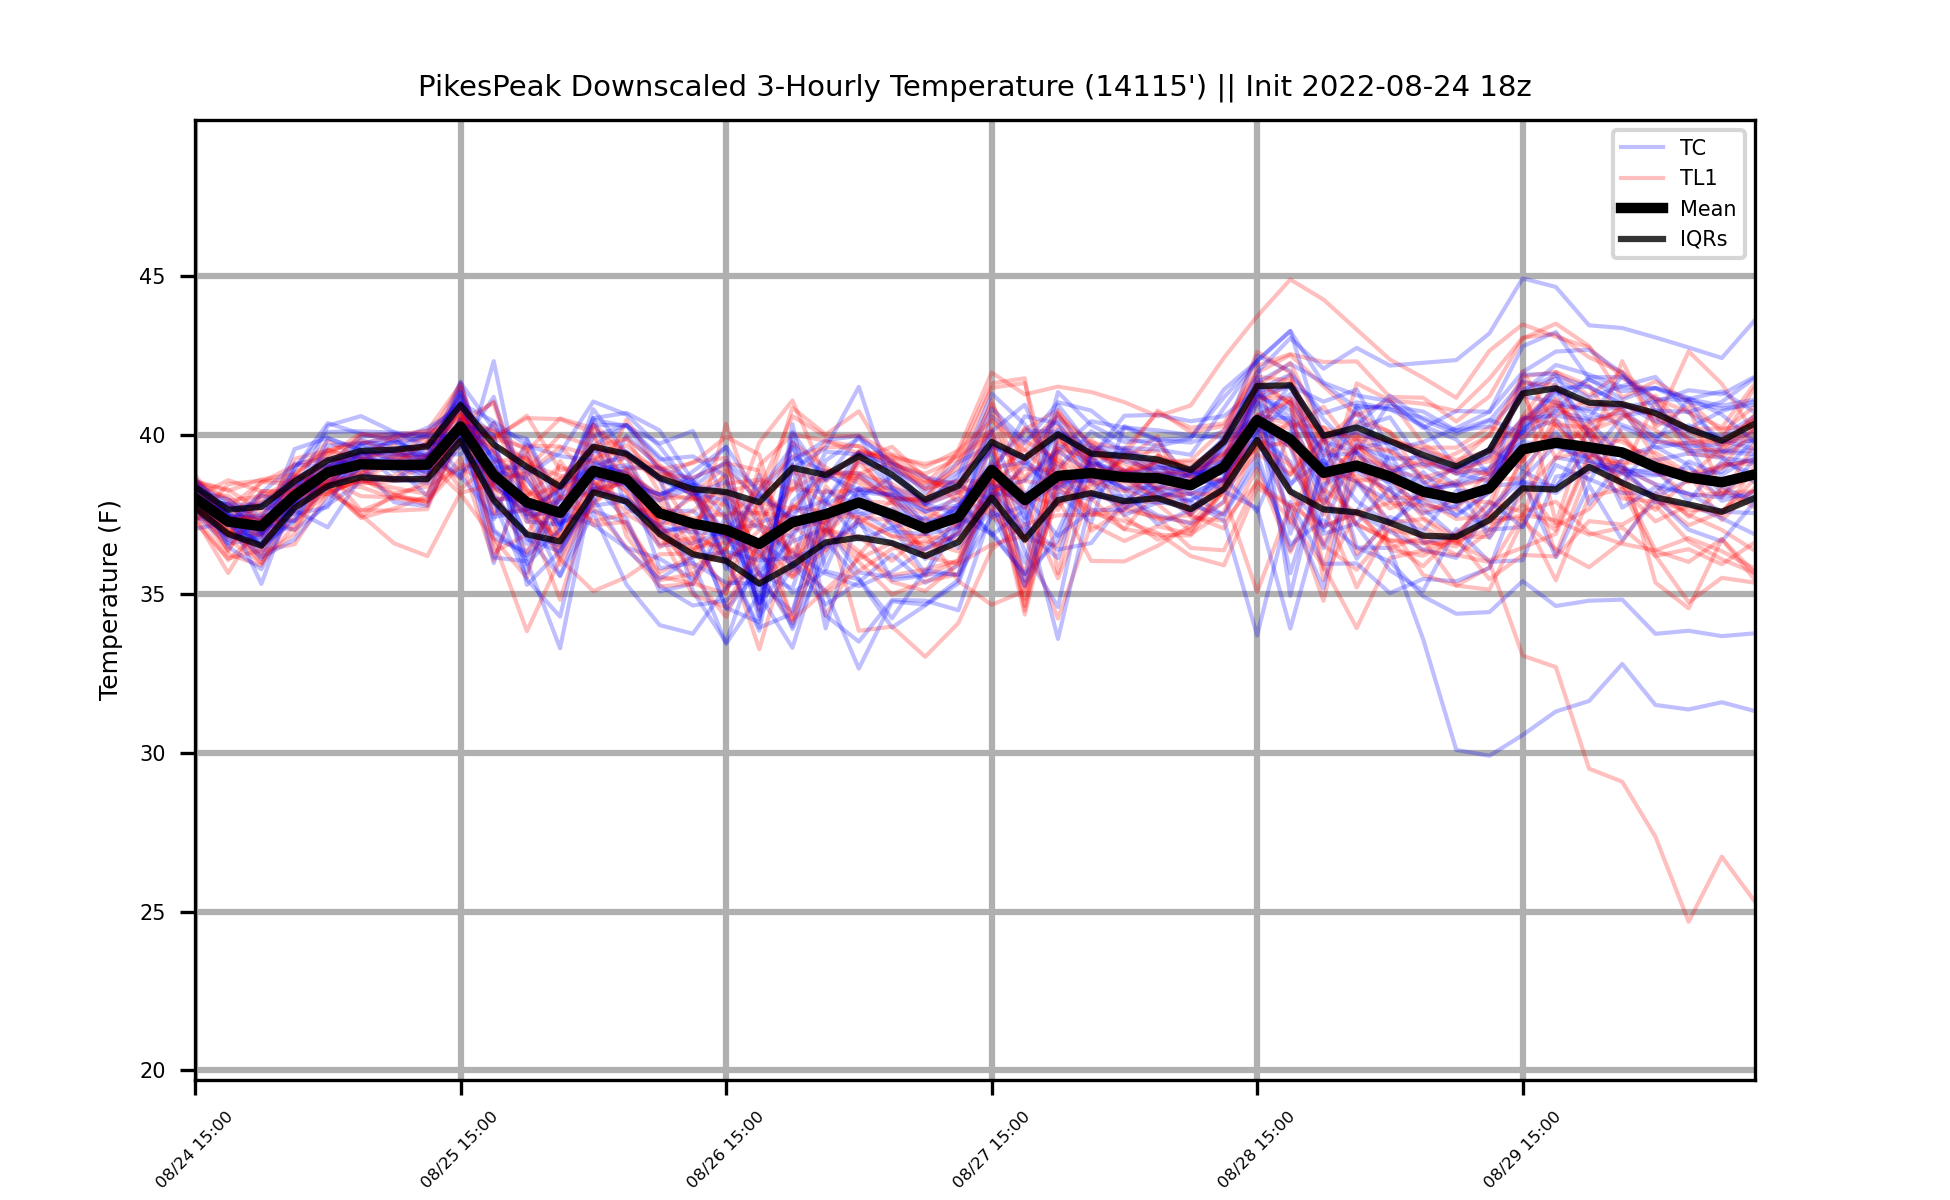 PikesPeak Downscaled 3-Hourly Temperature (14115') || Init 2022-08-24 18z
TC
TL1
Mean
IQRs
Temperature (F)
45
40
35
30
25
20
08/24 15:00
08/25 15:00
08/26 15:00
08/27 15:00
08/28 15:00
08/29 15:00